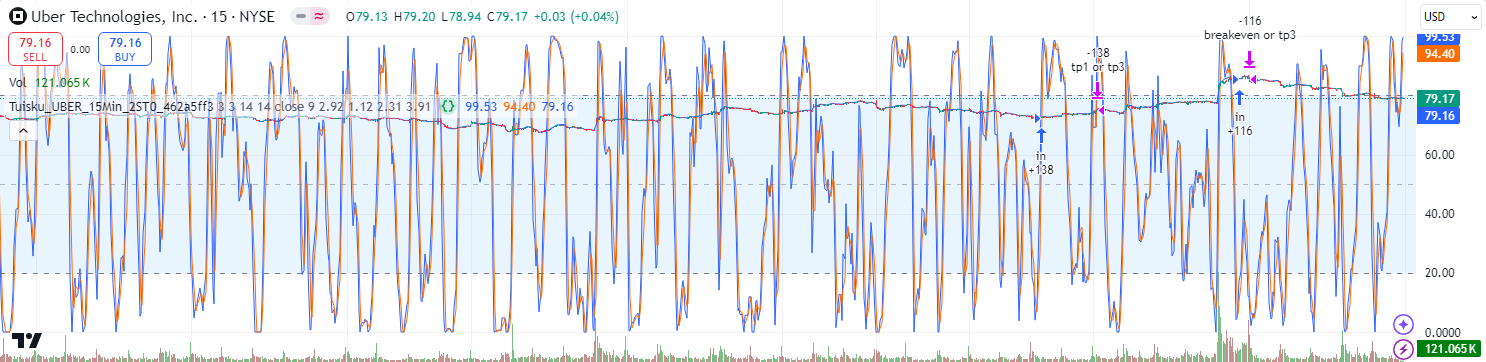 Uber Technologies, Inc. · 15 · NYSE O79.13 H79.20 L78.94 C79.17 +0.03 (+0.04%)
USD
79.16 SELL
0.00
79.16 BUY
Vol 121.065 K
Tuisku_UBER_15Min_2ST0_462a5ff3 3 3 14 14 close 9 2.92 1.12 2.31 3.91 99.53 94.40 79.16
-116
breakeven or tp3
-138
tp1 or tp3
in
+116
in
+138
99.53
94.40
79.17
79.16
60.00
40.00
20.00
0.0000
121.065 K